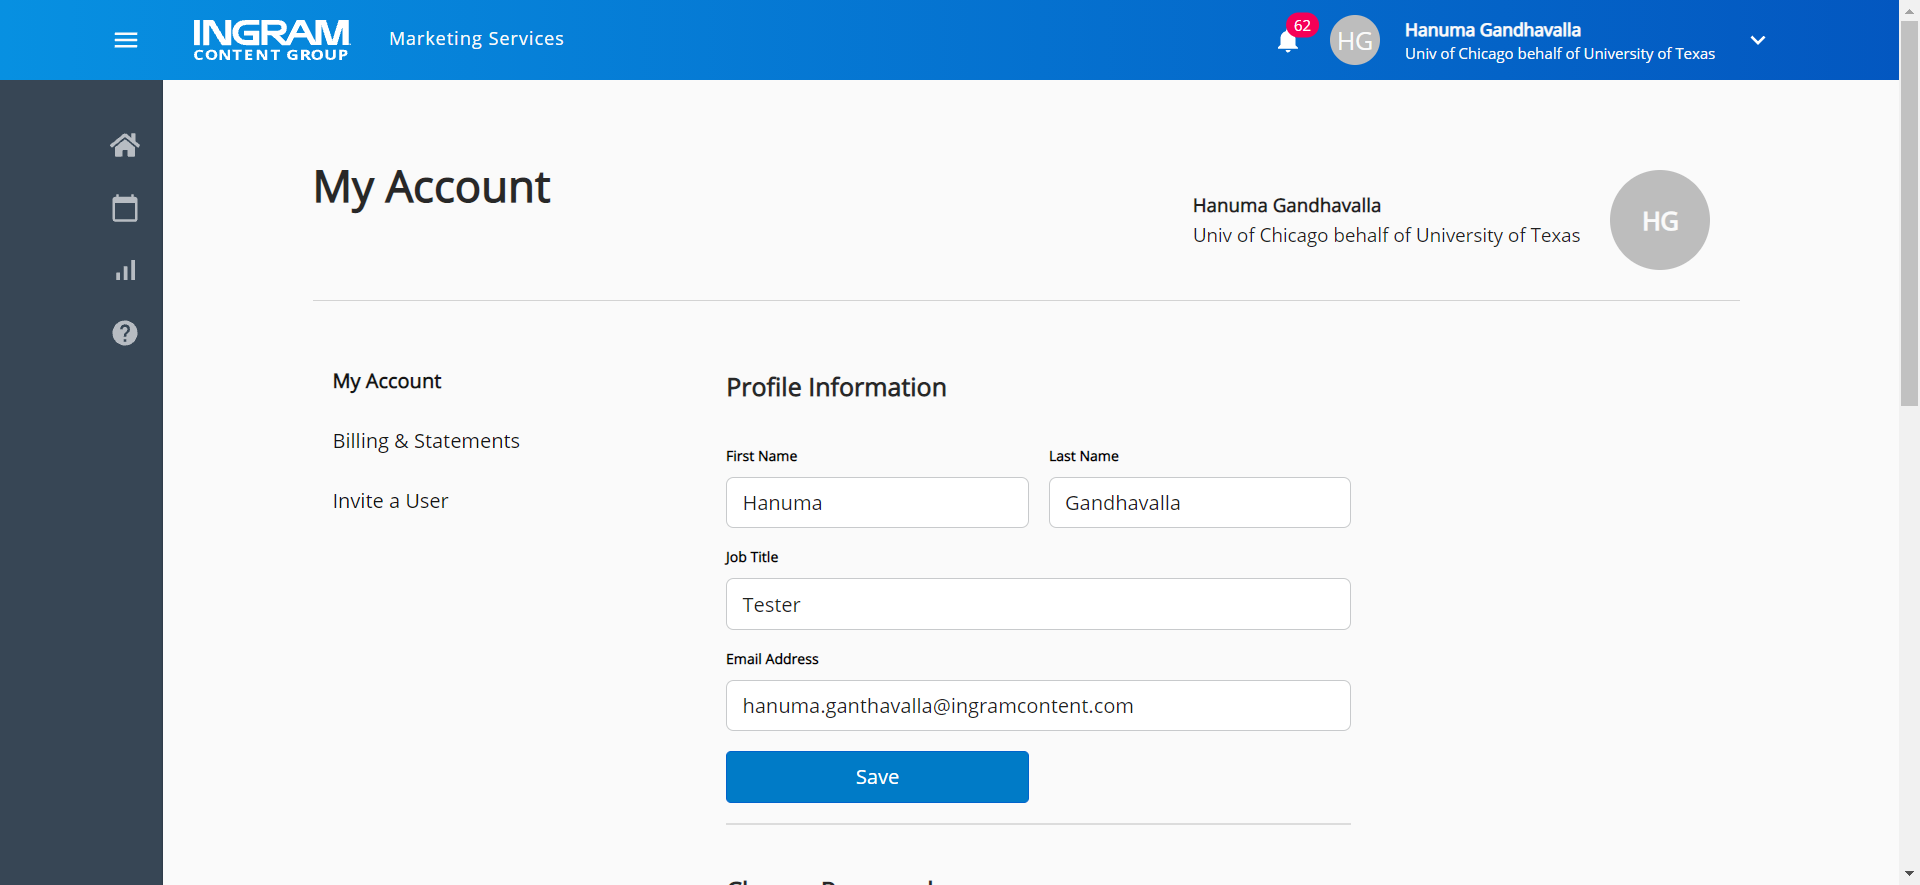 INGRAM
CONTENT GROUP
Marketing Services
62
HG
Hanuma Gandhavalla
Univ of Chicago behalf of University of Texas
My Account
Hanuma Gandhavalla
Univ of Chicago behalf of University of Texas
HG
My Account
Billing & Statements
Invite a User
Profile Information
First Name
Last Name
Hanuma
Gandhavalla
Job Title
Tester
Email Address
hanuma.ganthavalla@ingramcontent.com
Save